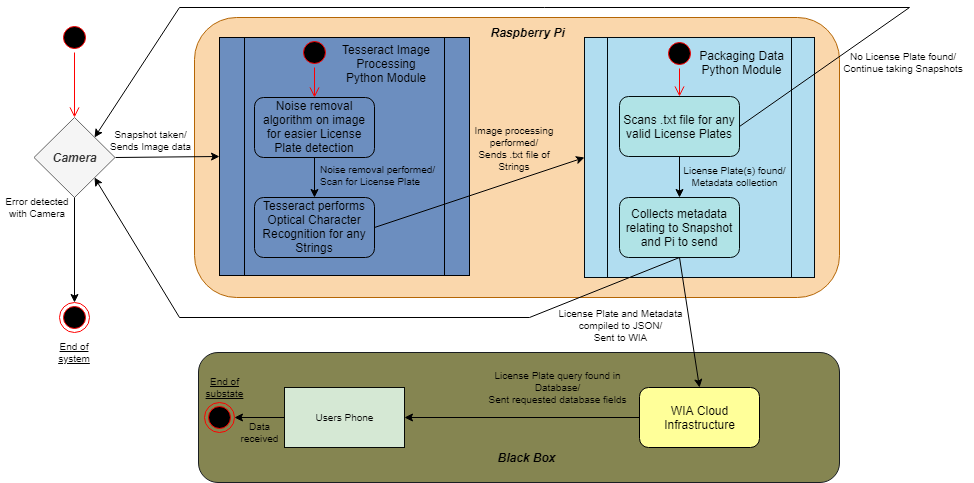 Raspberry Pi
Tesseract Image
Processing
Python Module
Packaging Data
Python Module
No License Plate found/
Continue taking Snapshots
Noise removal
algorithm on image
for easier License
Plate detection
Scans .txt file for any
valid License Plates
Camera
Snapshot taken/
Sends Image data
Image processing
performed/
Sends .txt file of
Strings
Noise removal performed/
Scan for License Plate
License Plate(s) found/
Metadata collection
Error detected
with Camera
Tesseract performs
Optical Character
Recognition for any
Strings
Collects metadata
relating to Snapshot
and Pi to send
License Plate and Metadata
compiled to JSON/
Sent to WIA
End of
system
End of
substate
License Plate query found in
Database/
Sent requested database fields
Data
received
Users Phone
WIA Cloud
Infrastructure
Black Box